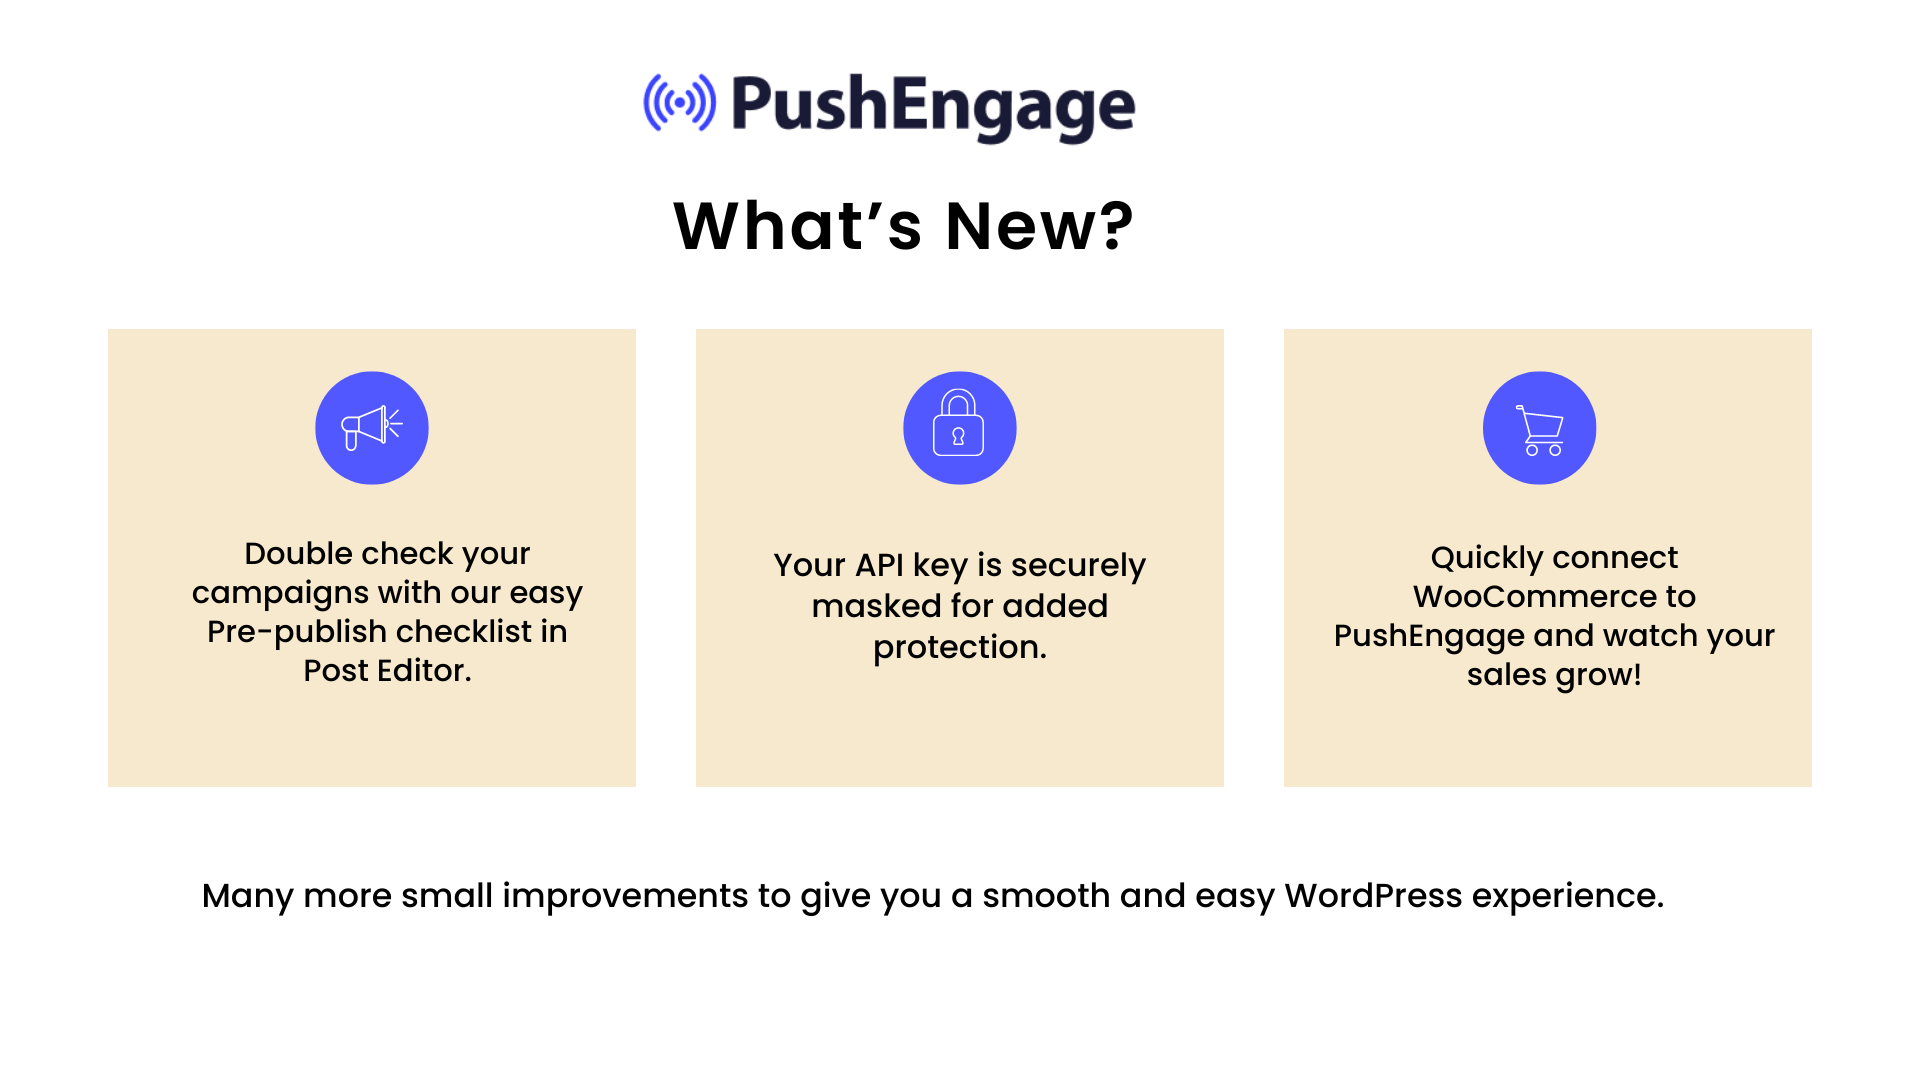 PushEngage
What’s New?
Double check your
campaigns with our easy
Pre-publish checklist in
Post Editor.
Your API key is securely
masked for added
protection.
Quickly connect
WooCommerce to
PushEngage and watch your
sales grow!
Many more small improvements to give you a smooth and easy WordPress experience.